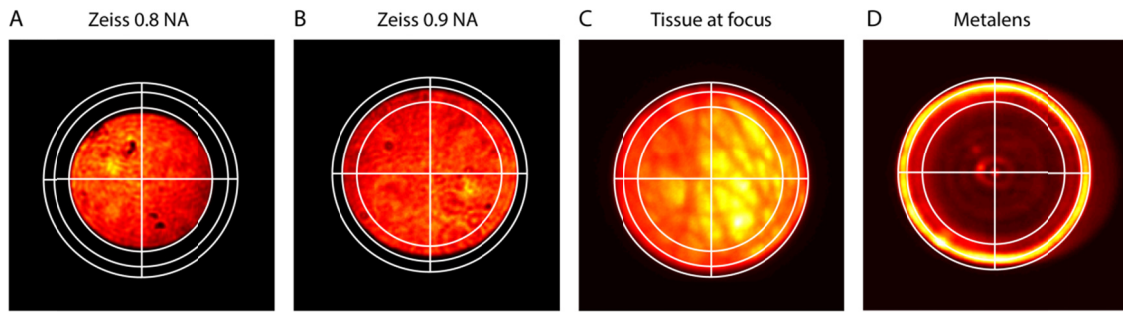 A Zeiss 0.8 NA
B Zeiss 0.9 NA
C Tissue at focus
D Metalens